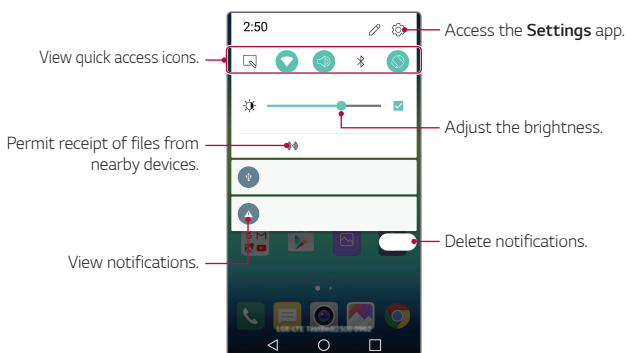 2:50
Access the Settings app.
View quick access icons.
Adjust the brightness.
Permit receipt of files from
nearby devices.
Delete notifications.
View notifications.